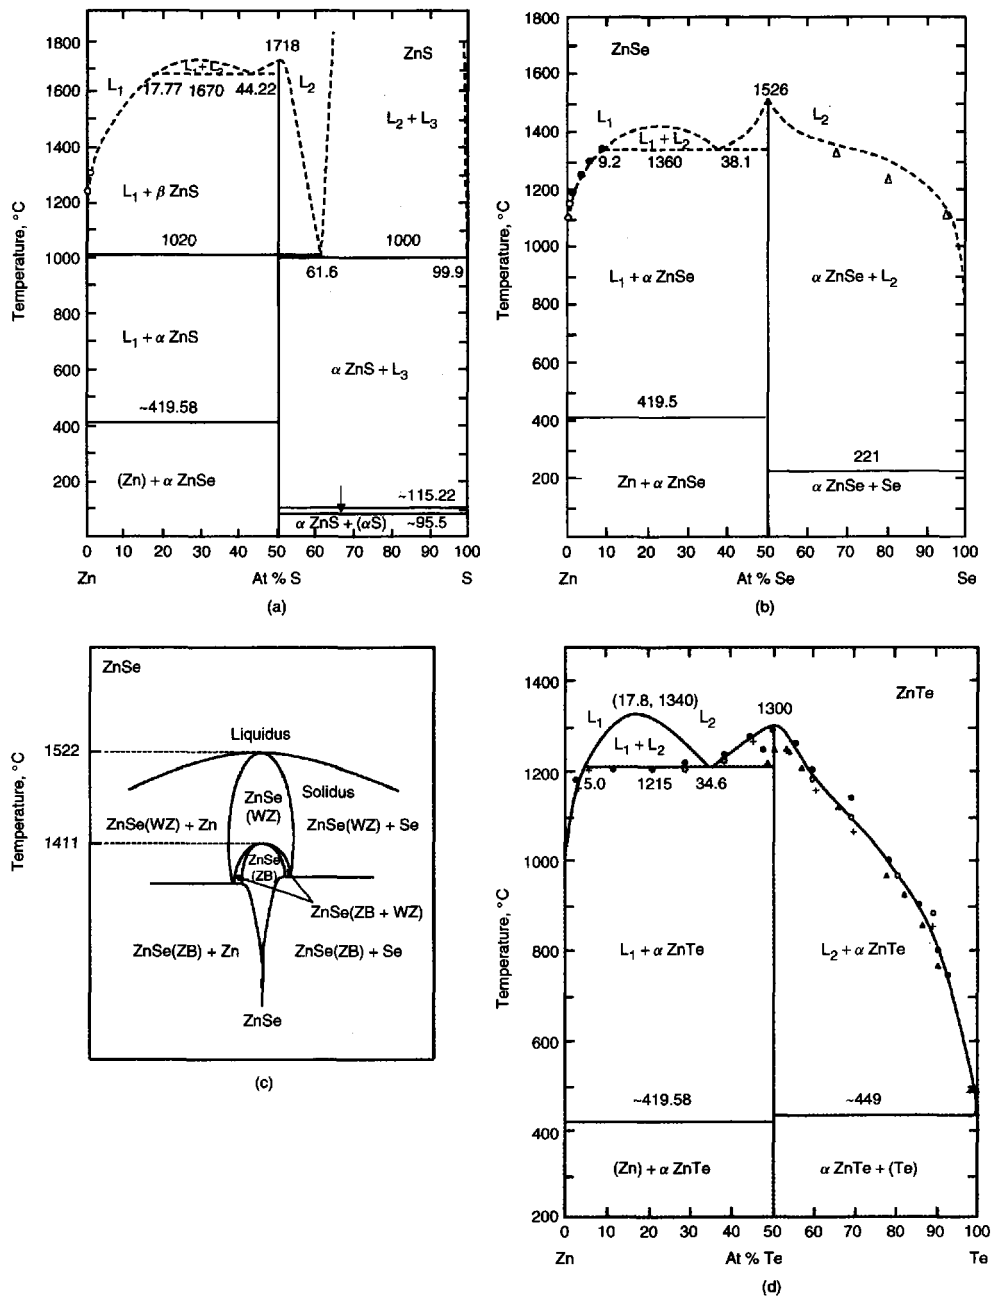 1800
1600
1400
1200
1000
800
600
400
200
0
Temperature, °C
ZnS
1718
L₁
L₁+L₂
L₂
17.77 1670 44.22
L₂ + L₃
L₁ + β ZnS
1020
1000
61.6
99.9
L₁ + α ZnS
α ZnS + L₃
~419.58
(Zn) + α ZnSe
~115.22
α ZnS + (αS)
~95.5
0 10 20 30 40 50 60 70 80 90 100
Zn At % S S
(a)
1800
1600
1400
1200
1000
800
600
400
200
0
Temperature, °C
ZnSe
1526
L₁
L₂
L₁ + L₂
9.2 1360 38.1
L₁ + α ZnSe
α ZnSe + L₂
419.5
221
Zn + α ZnSe
α ZnSe + Se
0 10 20 30 40 50 60 70 80 90 100
Zn At % Se Se
(b)
ZnSe
Temperature, °C
1522
1411
Liquidus
Solidus
ZnSe
(WZ)
ZnSe(WZ) + Zn
ZnSe(WZ) + Se
ZnSe
(ZB)
ZnSe(ZB + WZ)
ZnSe(ZB) + Zn
ZnSe(ZB) + Se
ZnSe
(c)
1400
1200
1000
800
600
400
200
Temperature, °C
ZnTe
(17.8, 1340)
1300
L₁
L₂
L₁ + L₂
5.0 1215 34.6
L₁ + α ZnTe
L₂ + α ZnTe
~419.58
~449
(Zn) + α ZnTe
α ZnTe + (Te)
0 10 20 30 40 50 60 70 80 90 100
Zn At % Te Te
(d)